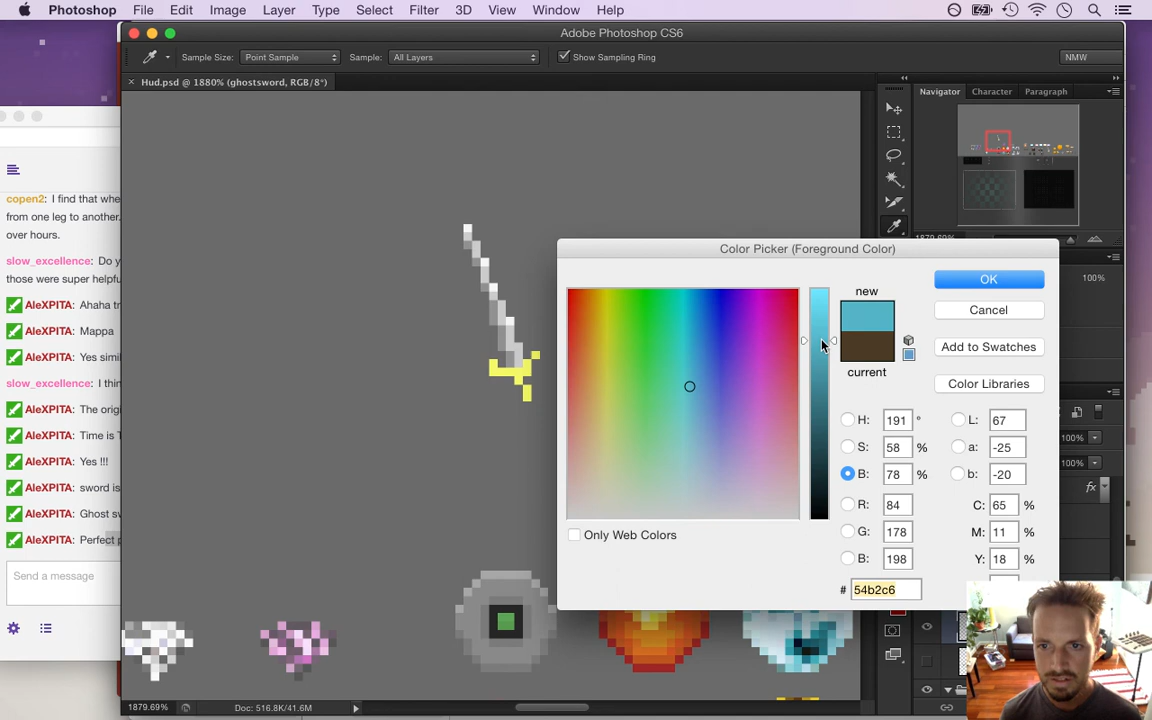 Photoshop File Edit Image Layer Type Select Filter 3D View Window Help
Adobe Photoshop CS6
Sample Size: Point Sample Sample: All Layers Show Sampling Ring NMW
× Hud.psd @ 1880% (ghostsword, RGB/8*)
Navigator Character Paragraph
copen2: I find that whe
from one leg to another.
over hours.
slow_excellence: Do y
those were super helpfu
AleXPITA: Ahaha tr
AleXPITA: Mappa
AleXPITA: Yes simil
slow_excellence: I thin
AleXPITA: The orig
AleXPITA: Time is T
AleXPITA: Yes !!!
AleXPITA: sword is
AleXPITA: Ghost sw
AleXPITA: Perfect p
Send a message
Color Picker (Foreground Color)
new
current
OK
Cancel
Add to Swatches
Color Libraries
H: 191 °
S: 58 %
B: 78 %
R: 84
G: 178
B: 198
L: 67
a: -25
b: -20
C: 65 %
M: 11 %
Y: 18 %
# 54b2c6
Only Web Colors
100%
100%
100%
fx
1879.69% Doc: 516.8K/41.6M